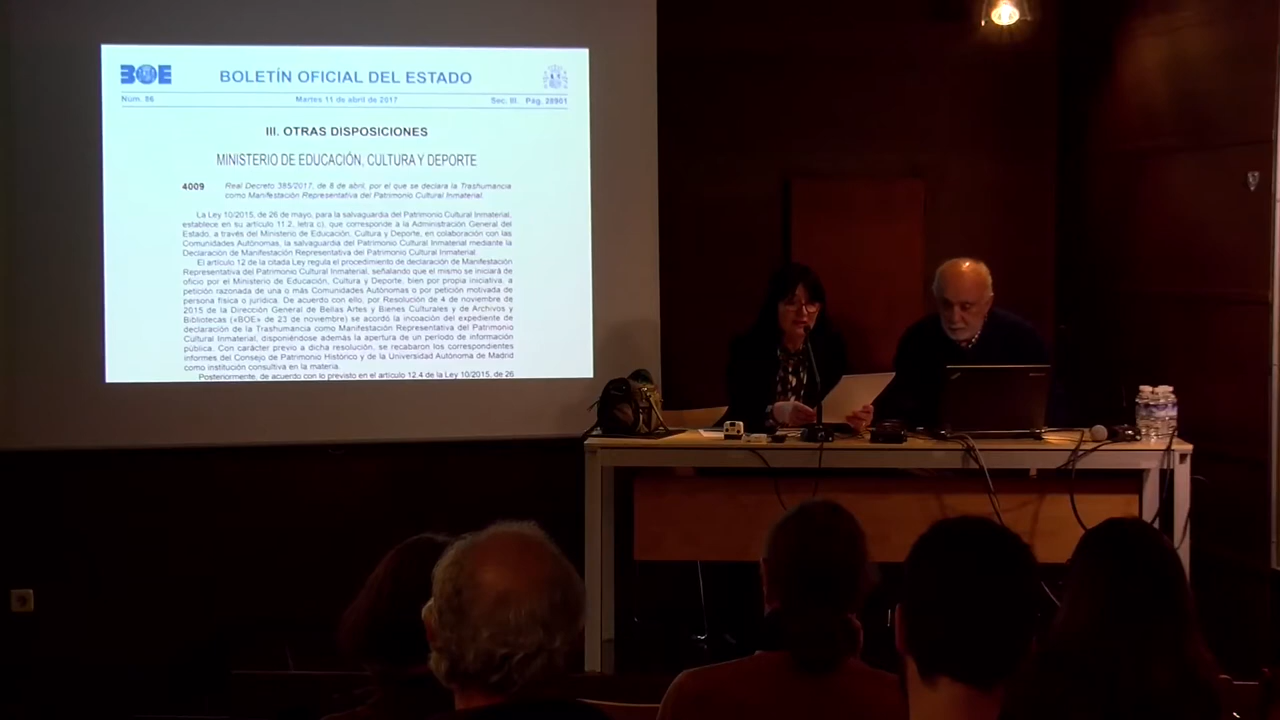 BOE
BOLETÍN OFICIAL DEL ESTADO
Núm. 86
Martes 11 de abril de 2017
Sec. III. Pág. 28901
III. OTRAS DISPOSICIONES
MINISTERIO DE EDUCACIÓN, CULTURA Y DEPORTE
4009 Real Decreto 385/2017, de 8 de abril, por el que se declara la Trashumancia
como Manifestación Representativa del Patrimonio Cultural Inmaterial.
La Ley 10/2015, de 26 de mayo, para la salvaguardia del Patrimonio Cultural Inmaterial,
establece en su artículo 11.2, letra c), que corresponde a la Administración General del
Estado, a través del Ministerio de Educación, Cultura y Deporte, en colaboración con las
Comunidades Autónomas, la salvaguardia del Patrimonio Cultural Inmaterial mediante la
Declaración de Manifestación Representativa del Patrimonio Cultural Inmaterial.
El artículo 12 de la citada Ley regula el procedimiento de declaración de Manifestación
Representativa del Patrimonio Cultural Inmaterial, señalando que el mismo se iniciará de
oficio por el Ministerio de Educación, Cultura y Deporte, bien por propia iniciativa, a
petición razonada de una o más Comunidades Autónomas o por petición motivada de
persona física o jurídica. De acuerdo con ello, por Resolución de 4 de noviembre de
2015 de la Dirección General de Bellas Artes y Bienes Culturales y de Archivos y
Bibliotecas («BOE» de 23 de noviembre) se acordó la incoación del expediente de
declaración de la Trashumancia como Manifestación Representativa del Patrimonio
Cultural Inmaterial, disponiéndose además la apertura de un período de información
pública. Con carácter previo a dicha resolución, se recabaron los correspondientes
informes del Consejo de Patrimonio Histórico y de la Universidad Autónoma de Madrid
como institución consultiva en la materia.
Posteriormente, de acuerdo con lo previsto en el artículo 12.4 de la Ley 10/2015, de 26